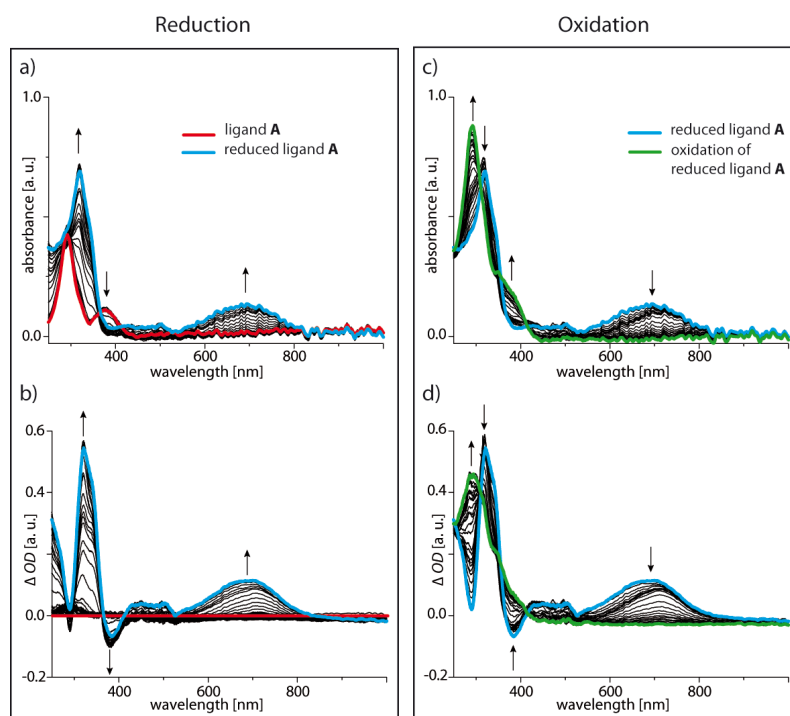 Reduction
Oxidation
a)
1.0
absorbance [a. u.]
0.0
ligand A
reduced ligand A
400
600
800
wavelength [nm]
b)
0.6
0.4
Δ OD [a. u.]
0.2
0.0
-0.2
400
600
800
wavelength [nm]
c)
1.0
absorbance [a. u.]
0.0
reduced ligand A
oxidation of
reduced ligand A
400
600
800
wavelength [nm]
d)
0.6
0.4
Δ OD [a. u.]
0.2
0.0
-0.2
400
600
800
wavelength [nm]